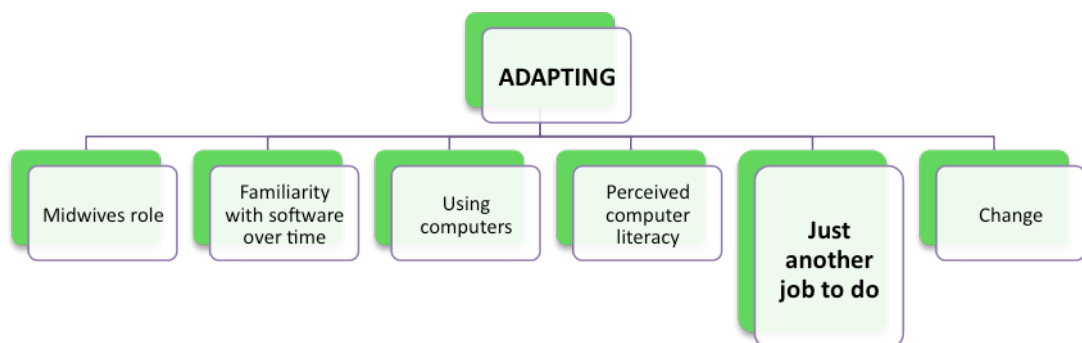 ADAPTING
Midwives role
Familiarity
with software
over time
Using
computers
Perceived
computer
literacy
Just
another
job to do
Change